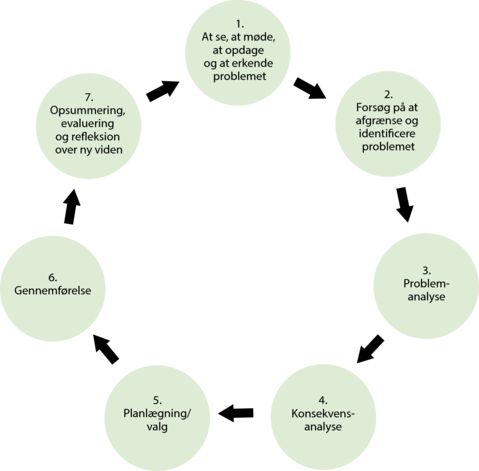 1.
At se, at møde,
at opdage
og at erkende
problemet
2.
Forsøg på at
afgrænse og
identificere
problemet
3.
Problem-
analyse
4.
Konsekvens-
analyse
5.
Planlægning/
valg
6.
Gennemførelse
7.
Opsummering,
evaluering
og refleksion
over ny viden